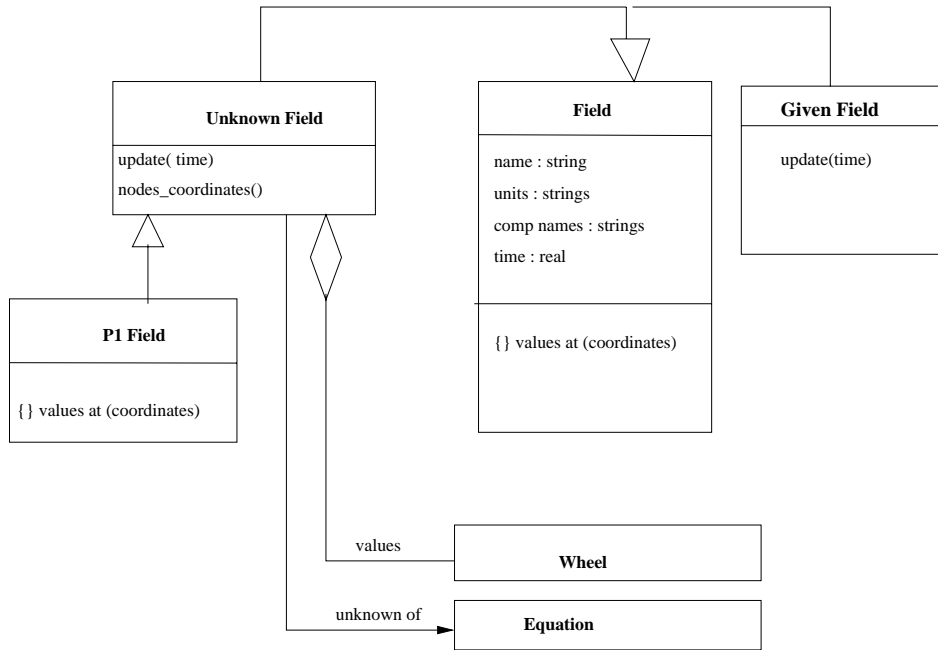 Unknown Field
update( time)
nodes_coordinates()
Field
name : string
units : strings
comp names : strings
time : real
{} values at (coordinates)
Given Field
update(time)
P1 Field
{} values at (coordinates)
values
Wheel
unknown of
Equation